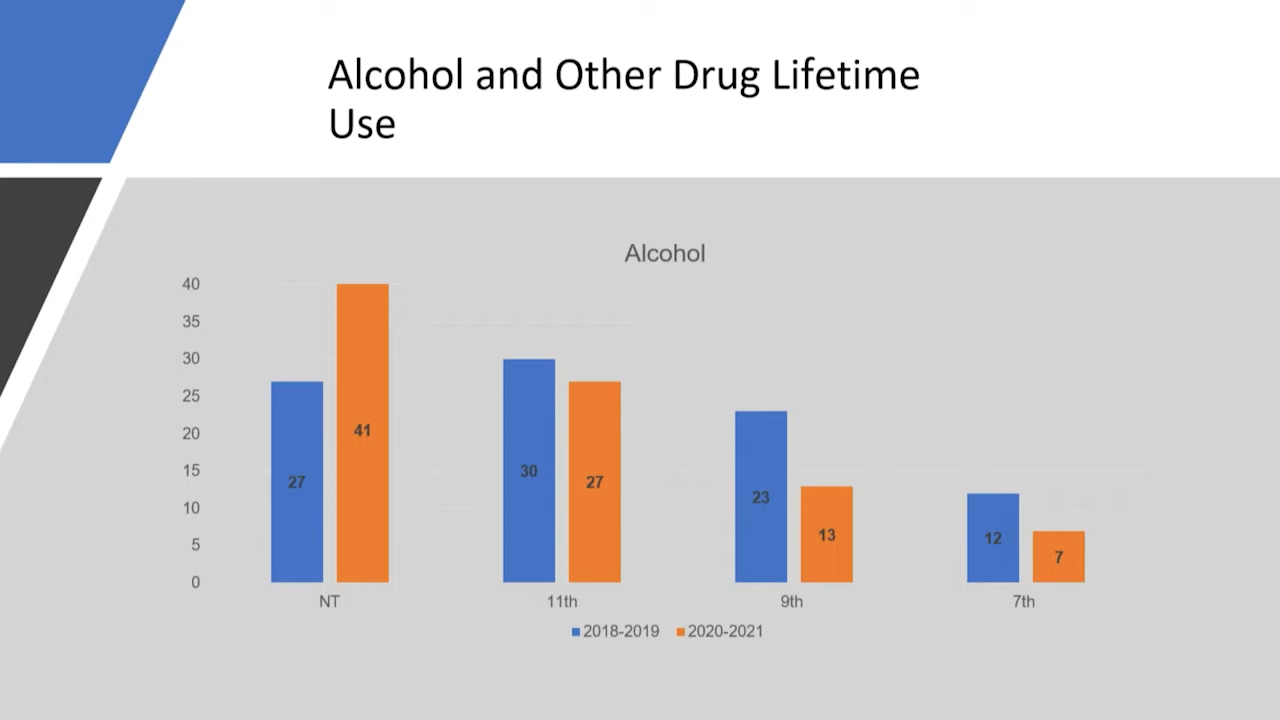 Alcohol and Other Drug Lifetime
Use
Alcohol
40
35
30
25
20
15
10
5
0
27
41
30
27
23
13
12
7
NT
11th
9th
7th
2018-2019
2020-2021